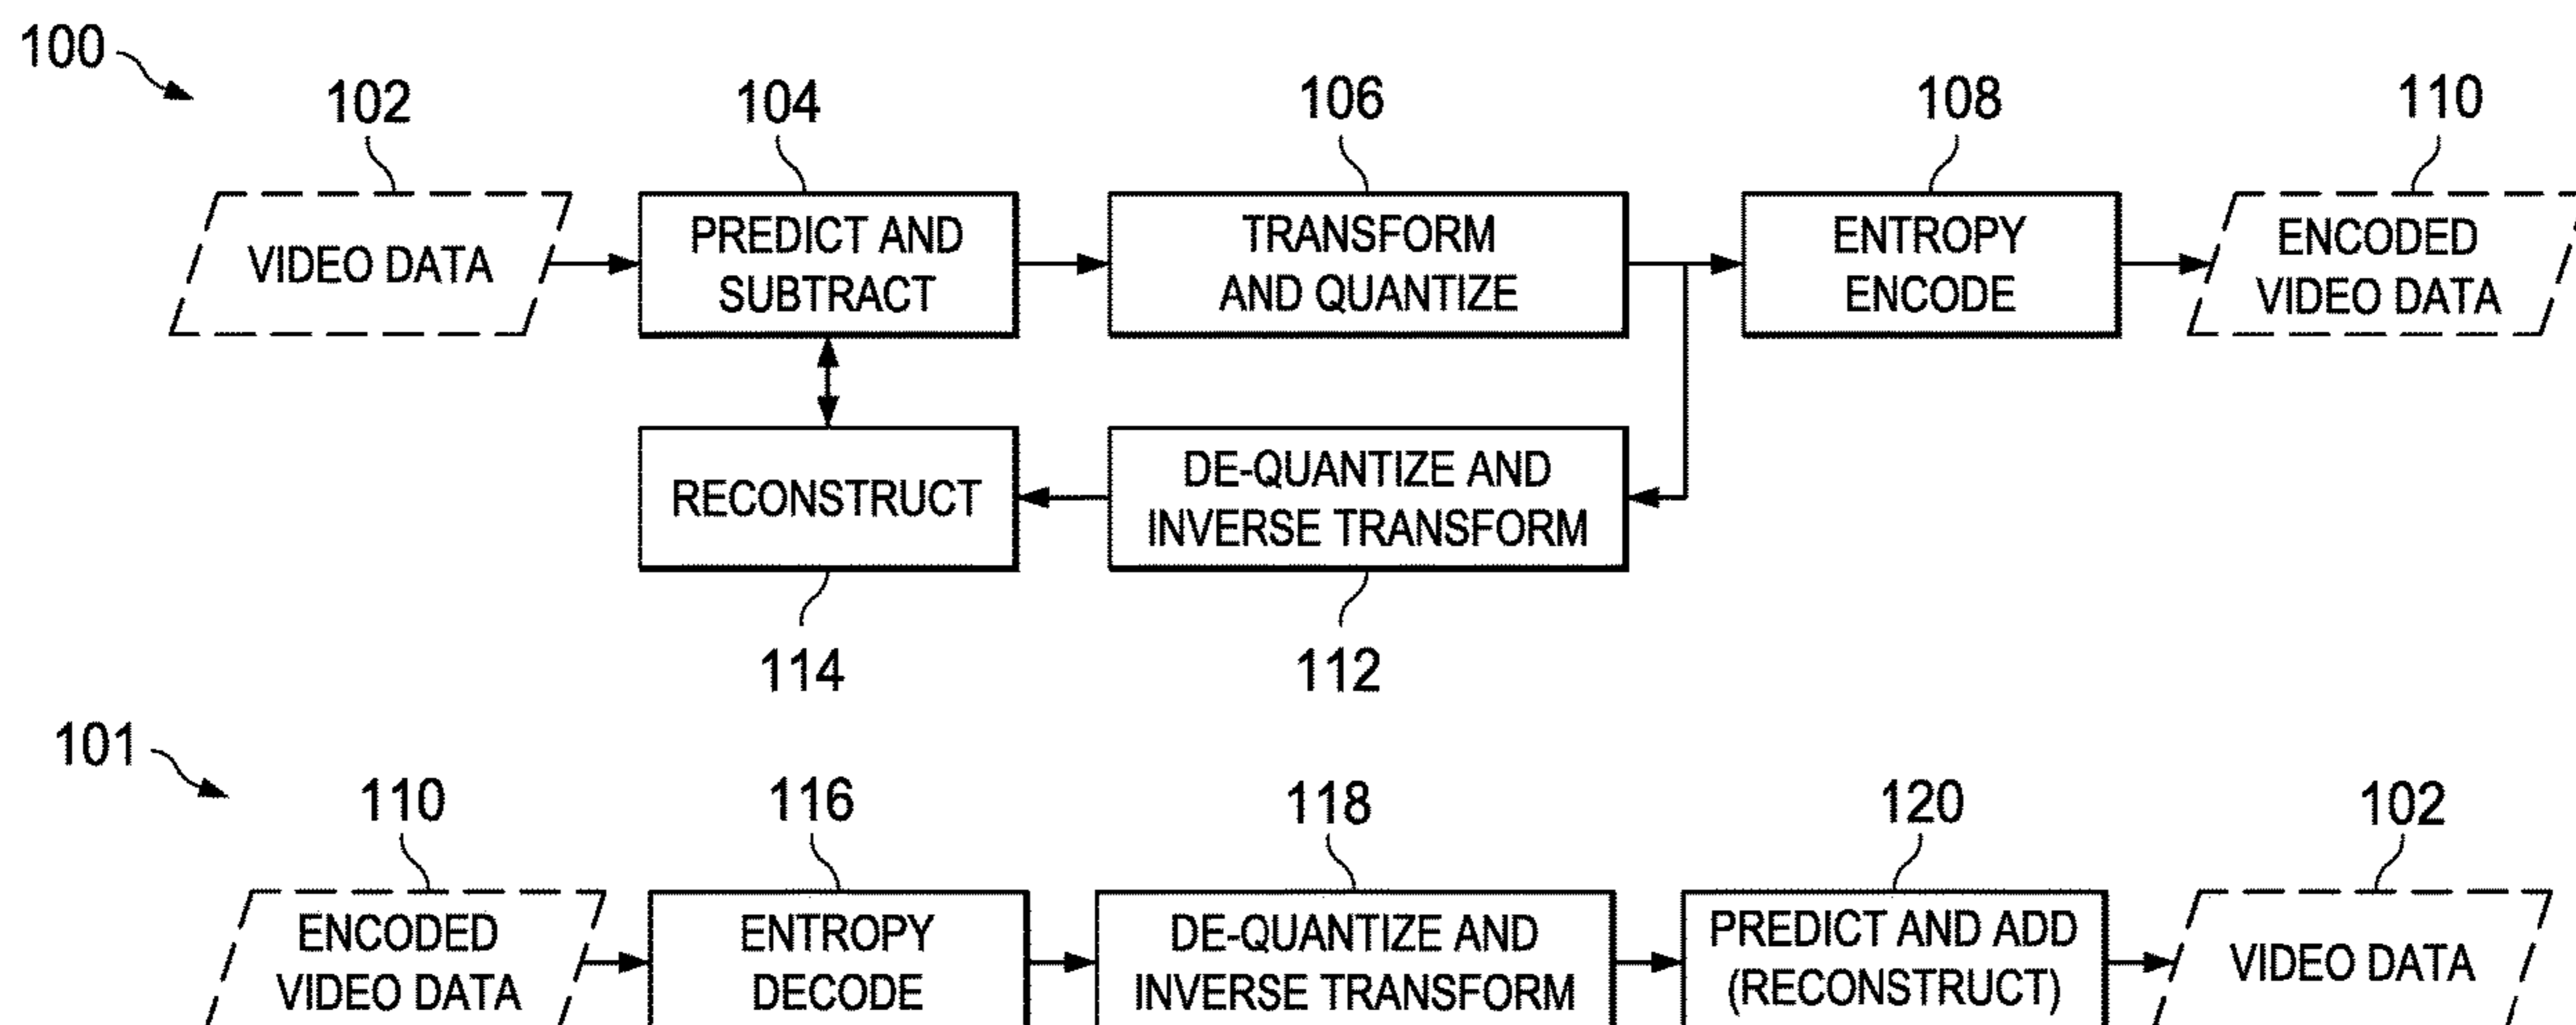 100
102
104
106
108
110
VIDEO DATA
PREDICT AND
SUBTRACT
TRANSFORM
AND QUANTIZE
ENTROPY
ENCODE
ENCODED
VIDEO DATA
RECONSTRUCT
DE-QUANTIZE AND
INVERSE TRANSFORM
114
112
101
110
116
118
120
102
ENCODED
VIDEO DATA
ENTROPY
DECODE
DE-QUANTIZE AND
INVERSE TRANSFORM
PREDICT AND ADD
(RECONSTRUCT)
VIDEO DATA